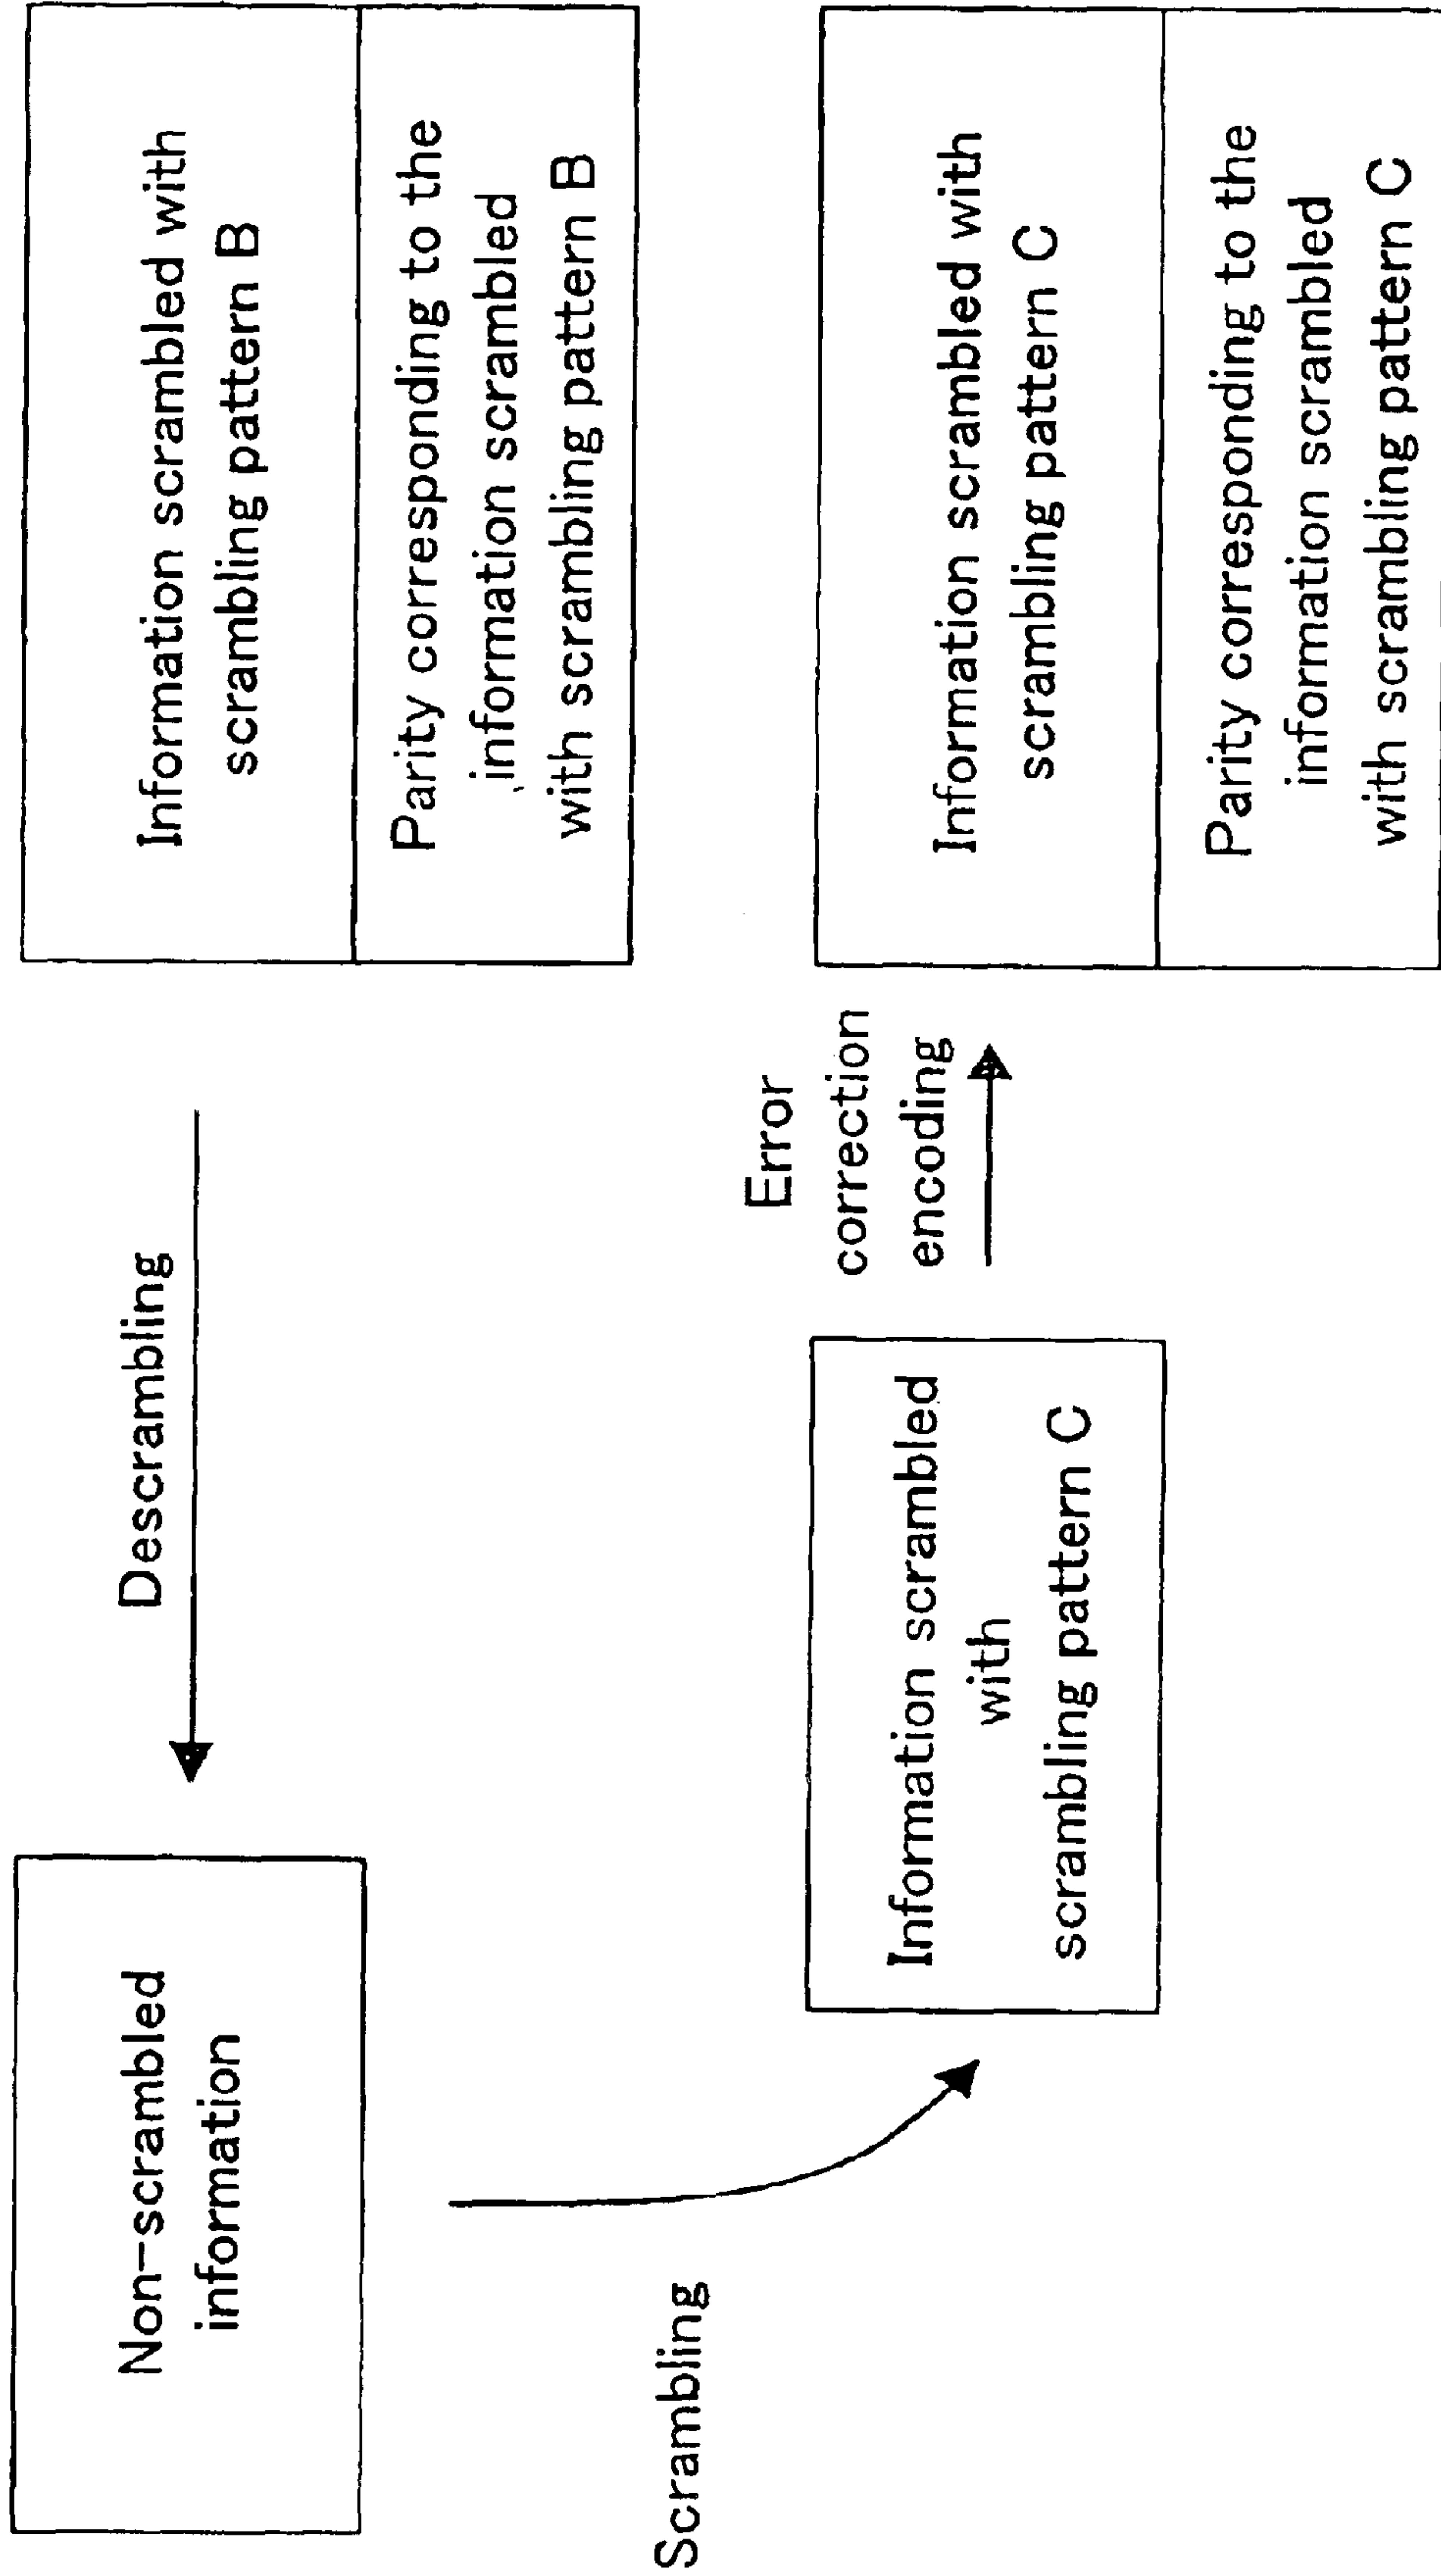 Non-scrambled
information
Descrambling
Information scrambled with
scrambling pattern B
Parity corresponding to the
information scrambled
with scrambling pattern B
Scrambling
Information scrambled
with
scrambling pattern C
Error
correction
encoding
Information scrambled with
scrambling pattern C
Parity corresponding to the
information scrambled
with scrambling pattern C